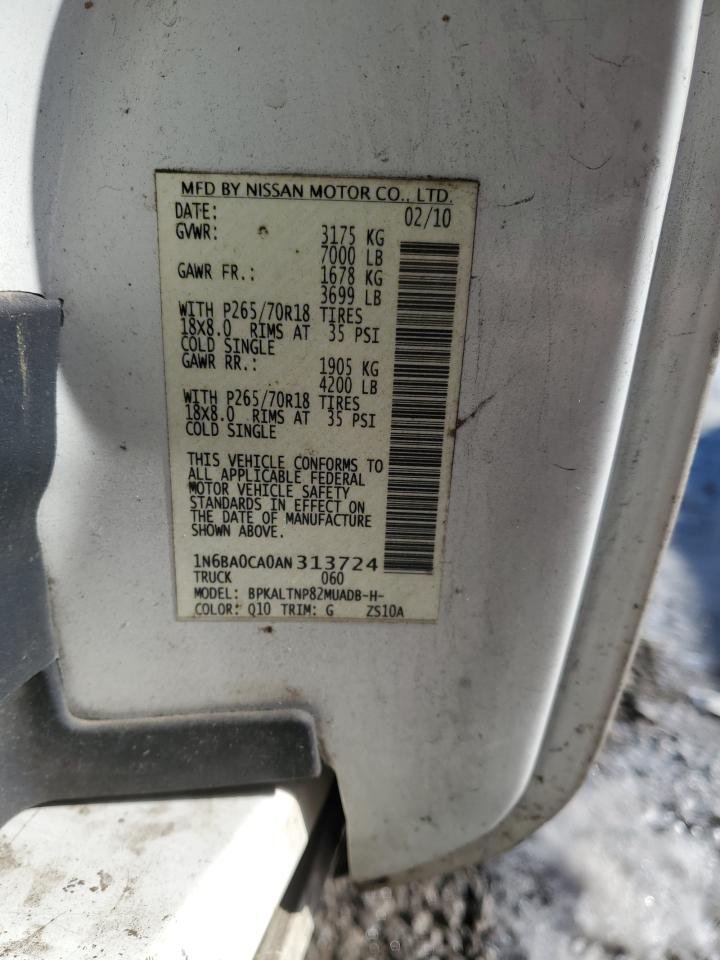 MFD BY NISSAN MOTOR CO., LTD.
DATE: 02/10
GVWR: 3175 KG
7000 LB
GAWR FR.: 1678 KG
3699 LB
WITH P265/70R18 TIRES
18X8.0 RIMS AT 35 PSI
COLD SINGLE
GAWR RR.: 1905 KG
4200 LB
WITH P265/70R18 TIRES
18X8.0 RIMS AT 35 PSI
COLD SINGLE
THIS VEHICLE CONFORMS TO
ALL APPLICABLE FEDERAL
MOTOR VEHICLE SAFETY
STANDARDS IN EFFECT ON
THE DATE OF MANUFACTURE
SHOWN ABOVE.
1N6BA0CA0AN313724
TRUCK 060
MODEL: BPKALTNP82MUADB-H-
COLOR: Q10 TRIM: G ZS10A